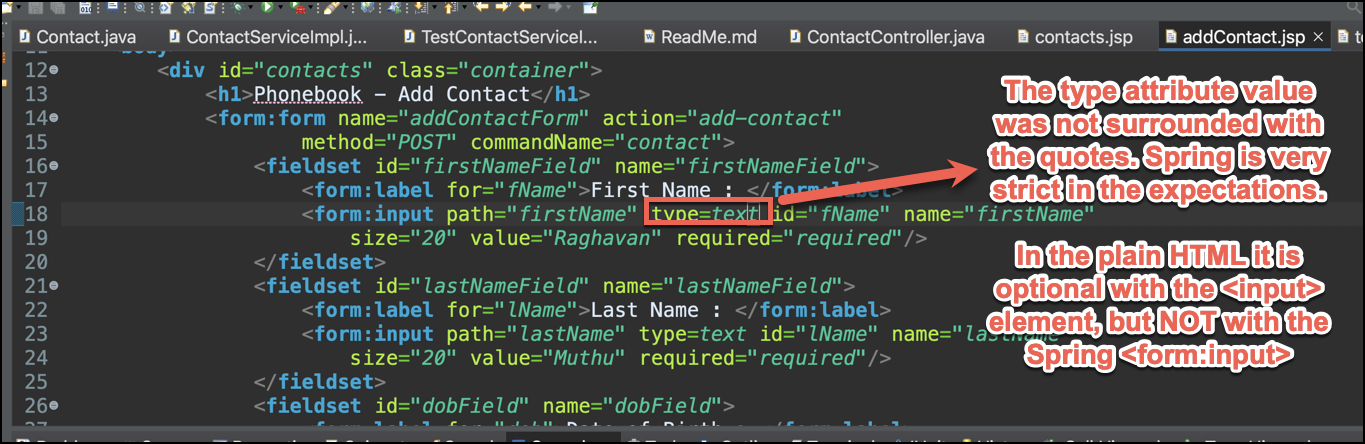 Contact.java
ContactServiceImpl.j...
TestContactServiceI...
ReadMe.md
ContactController.java
contacts.jsp
addContact.jsp
12 <div id="contacts" class="container">
13 <h1>Phonebook - Add Contact</h1>
14 <form:form name="addContactForm" action="add-contact"
15 method="POST" commandName="contact">
16 <fieldset id="firstNameField" name="firstNameField">
17 <form:label for="fName">First Name : </form:label>
18 <form:input path="firstName" type=text id="fName" name="firstName"
19 size="20" value="Raghavan" required="required"/>
20 </fieldset>
21 <fieldset id="lastNameField" name="lastNameField">
22 <form:label for="lName">Last Name : </form:label>
23 <form:input path="lastName" type=text id="lName" name="lastName"
24 size="20" value="Muthu" required="required"/>
25 </fieldset>
26 <fieldset id="dobField" name="dobField">
The type attribute value
was not surrounded with
the quotes. Spring is very
strict in the expectations.
In the plain HTML it is
optional with the <input>
element, but NOT with the
Spring <form:input>